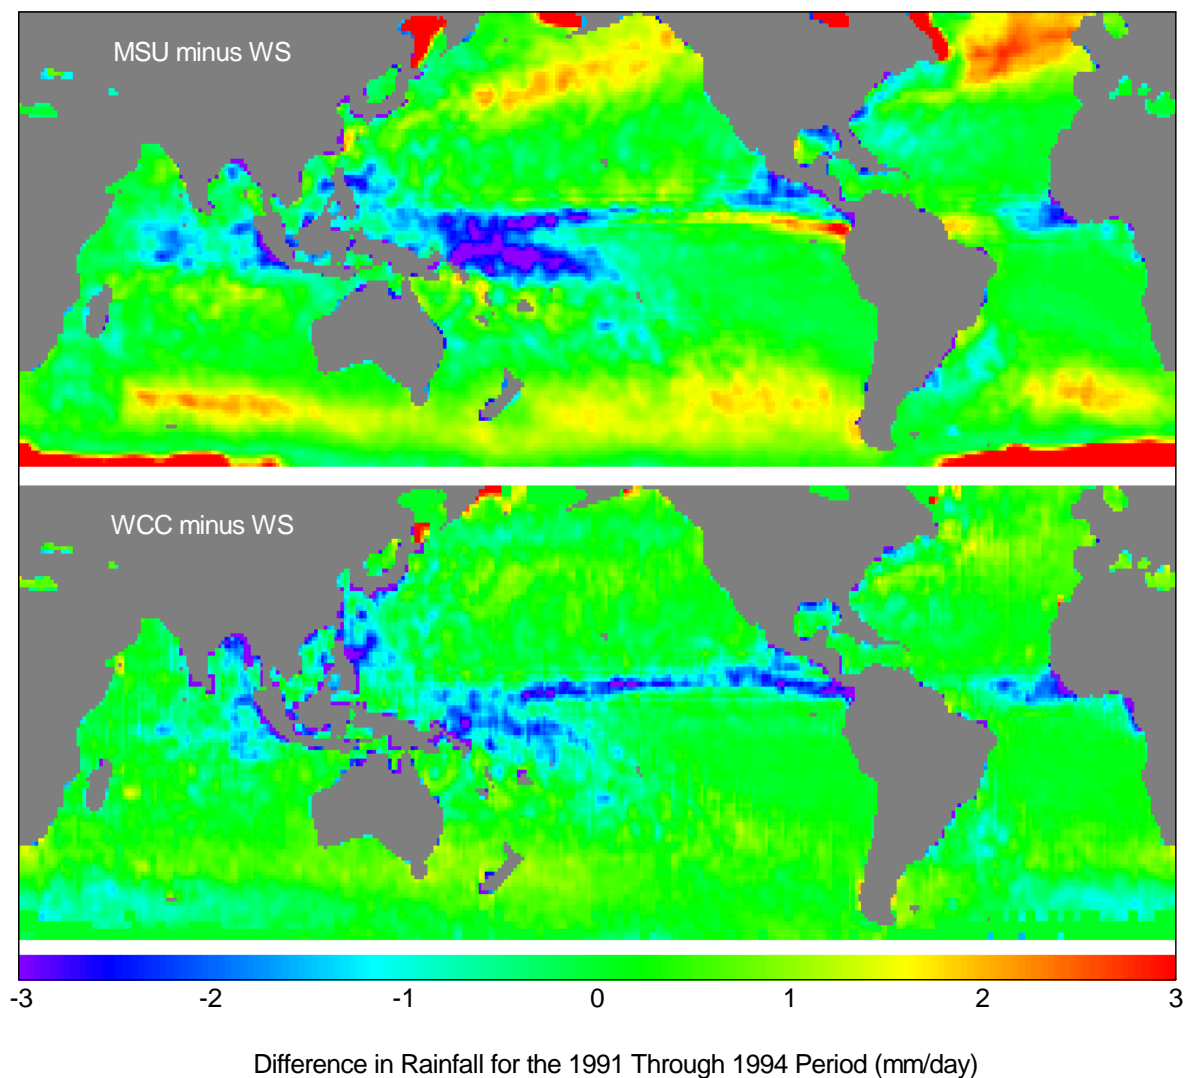 MSU minus WS
WCC minus WS
-3 -2 -1 0 1 2 3
Difference in Rainfall for the 1991 Through 1994 Period (mm/day)